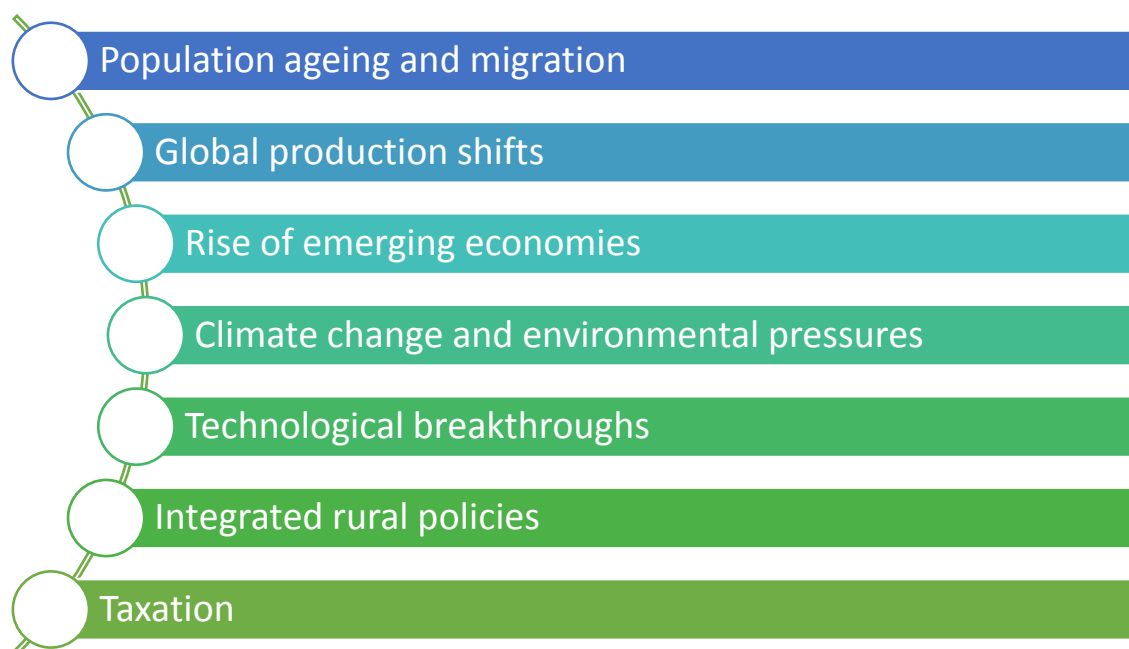 Population ageing and migration
Global production shifts
Rise of emerging economies
Climate change and environmental pressures
Technological breakthroughs
Integrated rural policies
Taxation